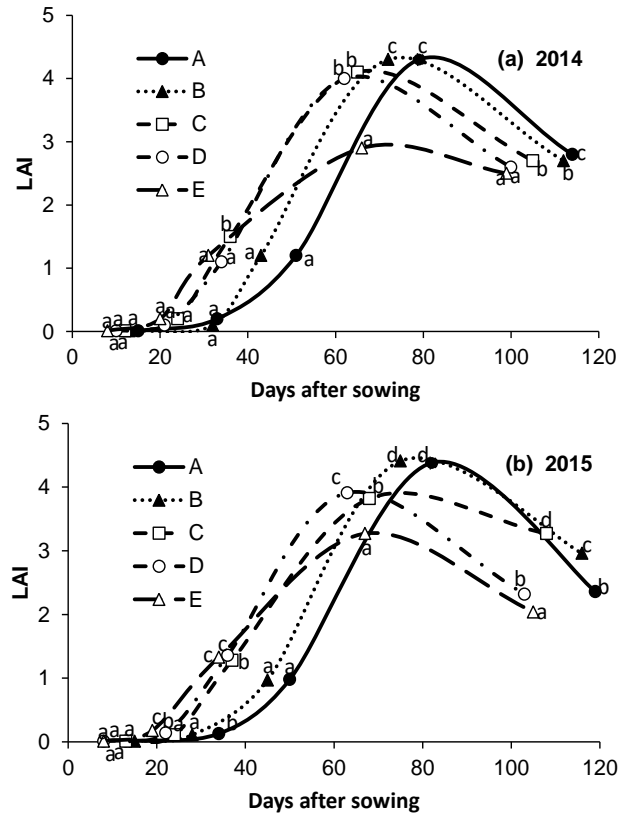 5
4
3
2
1
0
LAI
A
B
C
D
E
(a) 2014
b b c c
a
b
a a a a a
b a a b b c
a a a a a a
a a a a a a
0 20 40 60 80 100 120
Days after sowing
5
4
3
2
1
0
LAI
A
B
C
D
E
(b) 2015
c b d d
a d c
c c b a a
b a b
c b a a b
a a a
a a
0 20 40 60 80 100 120
Days after sowing